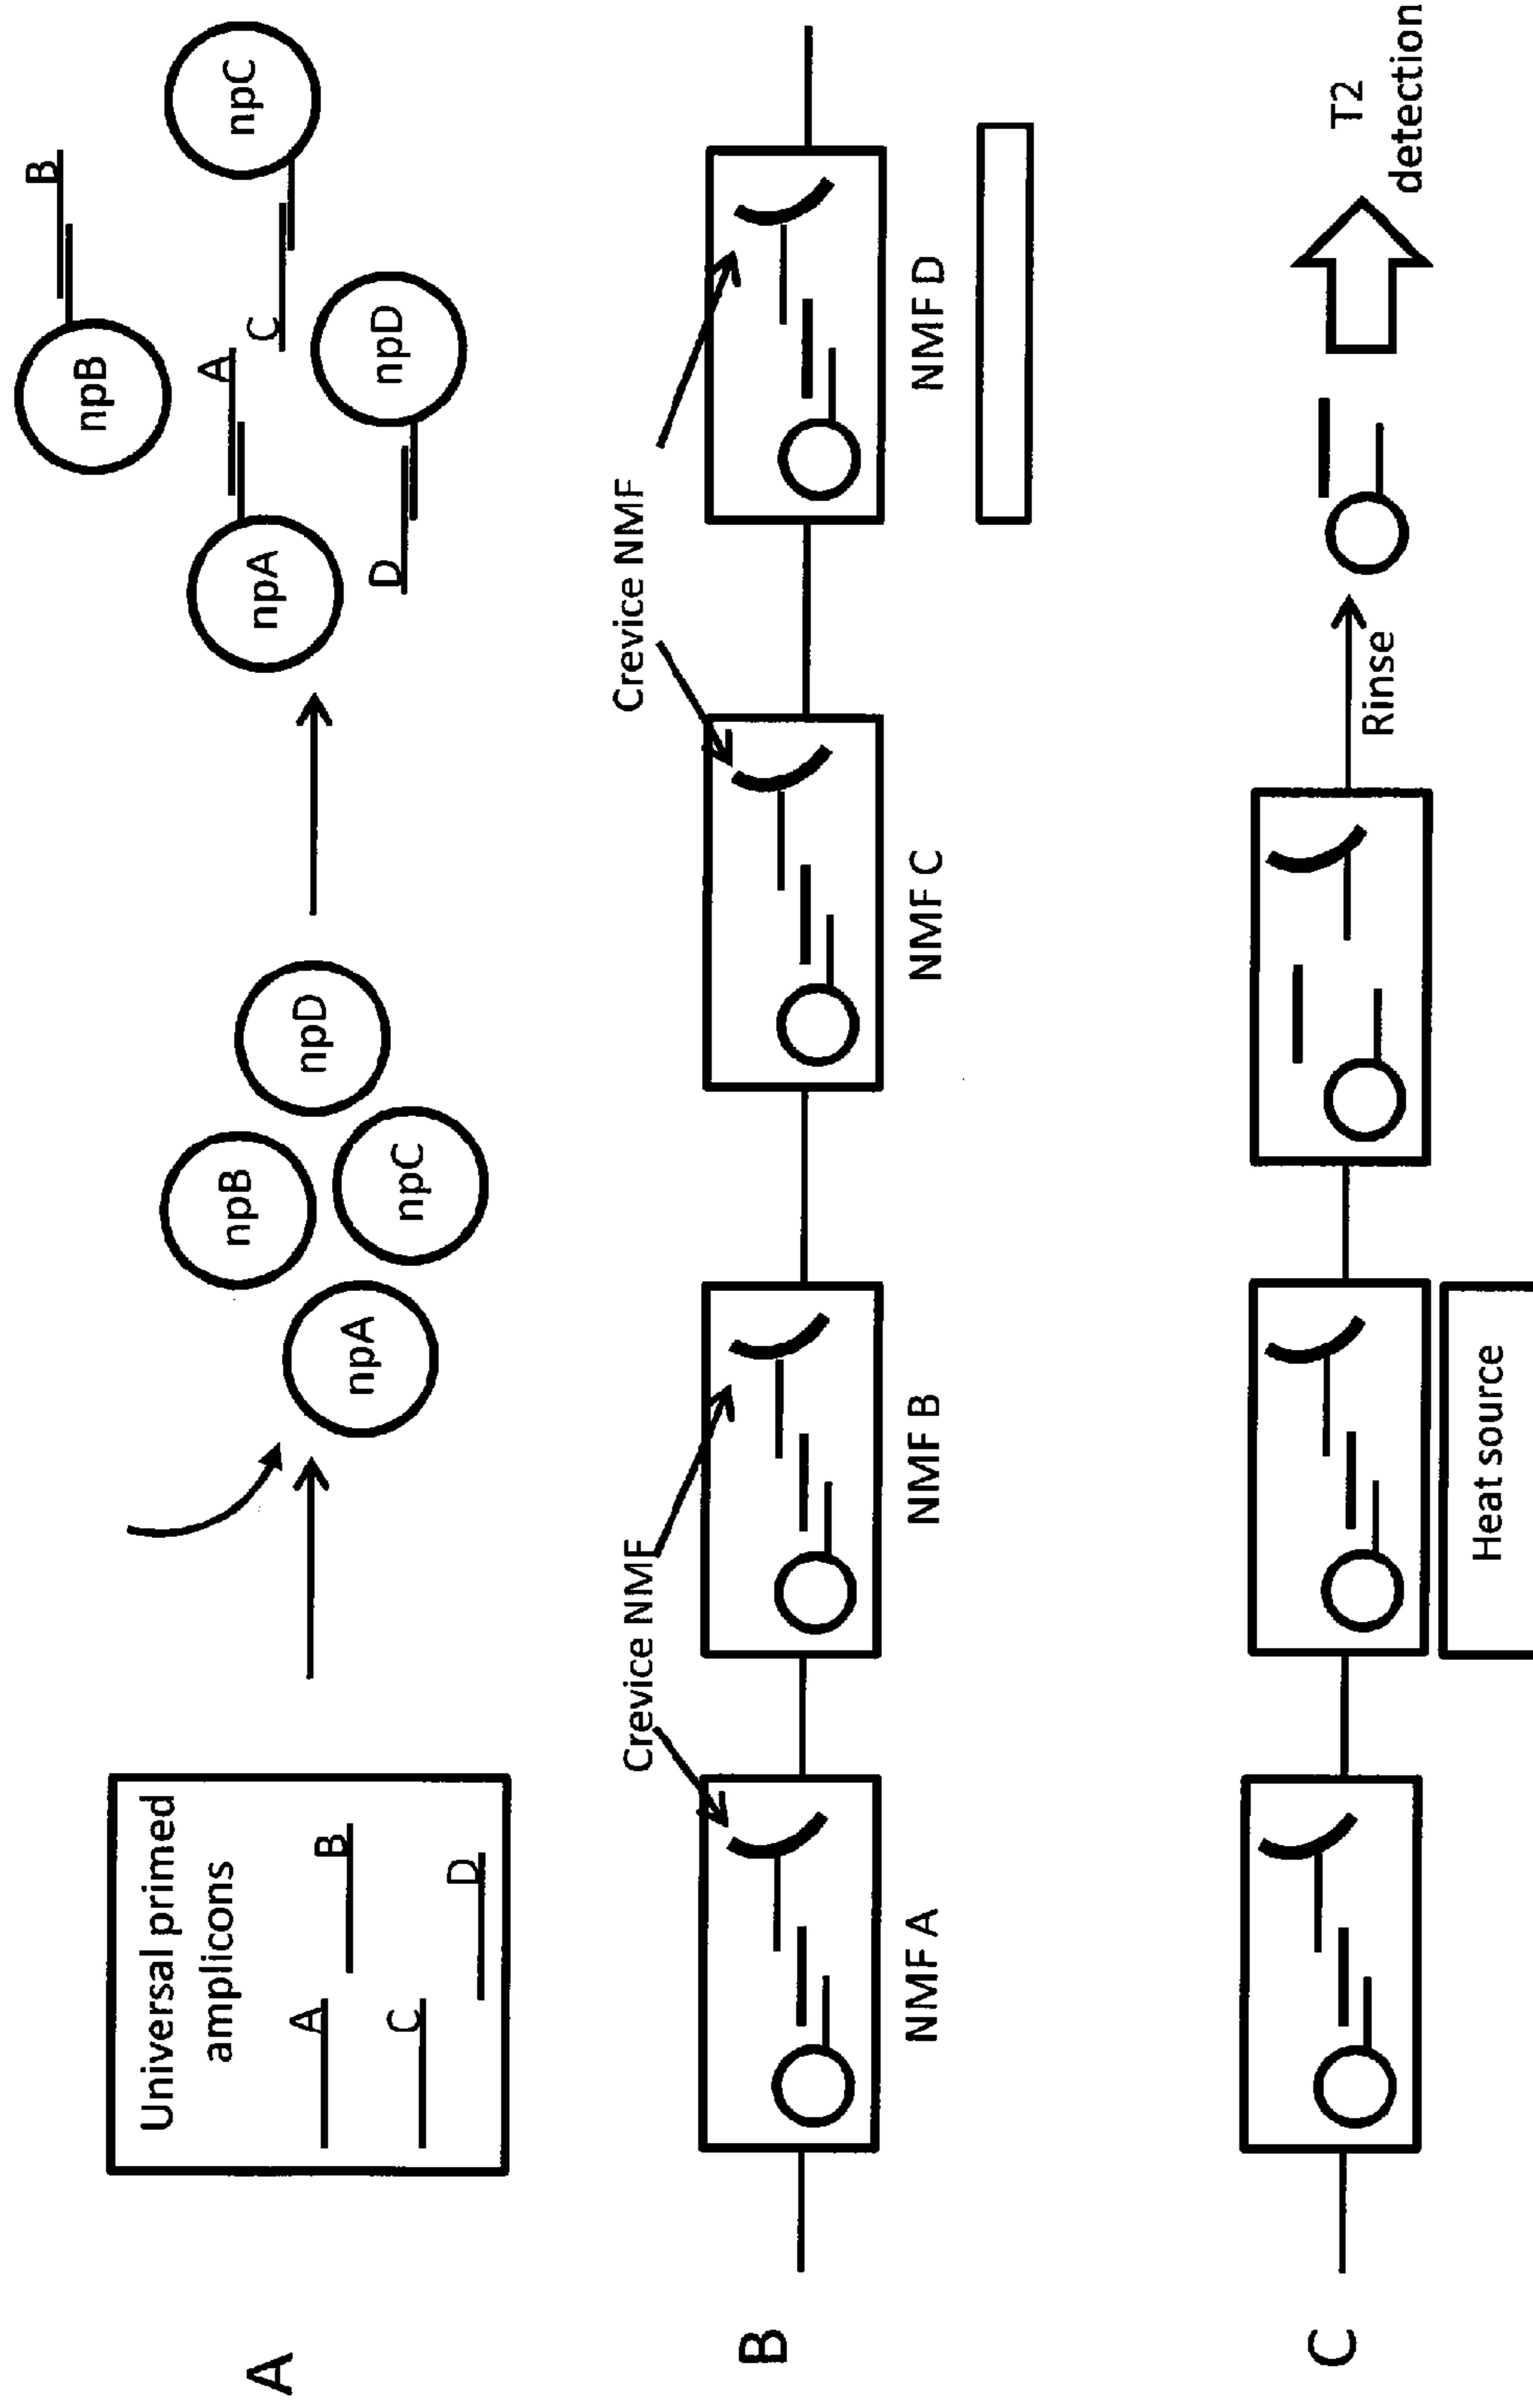 A
Universal primed
amplicons
A
B
C
D
npA
npB
npC
npD
npA
A
npB
B
npC
C
npD
D
B
Crevice NMF
Crevice NMF
NMF A
NMF B
NMF C
NMF D
C
Heat source
Rinse
T2
detection